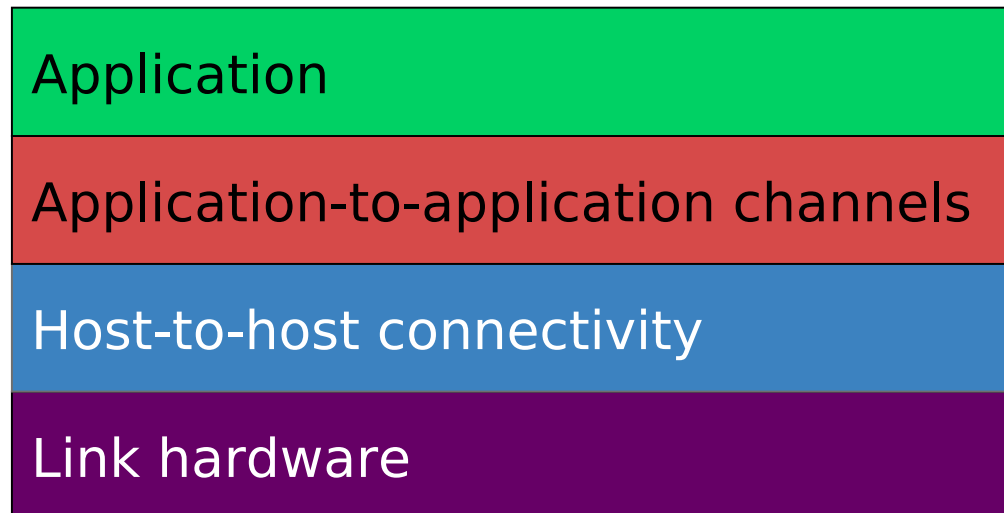 Application
Application-to-application channels
Host-to-host connectivity
Link hardware